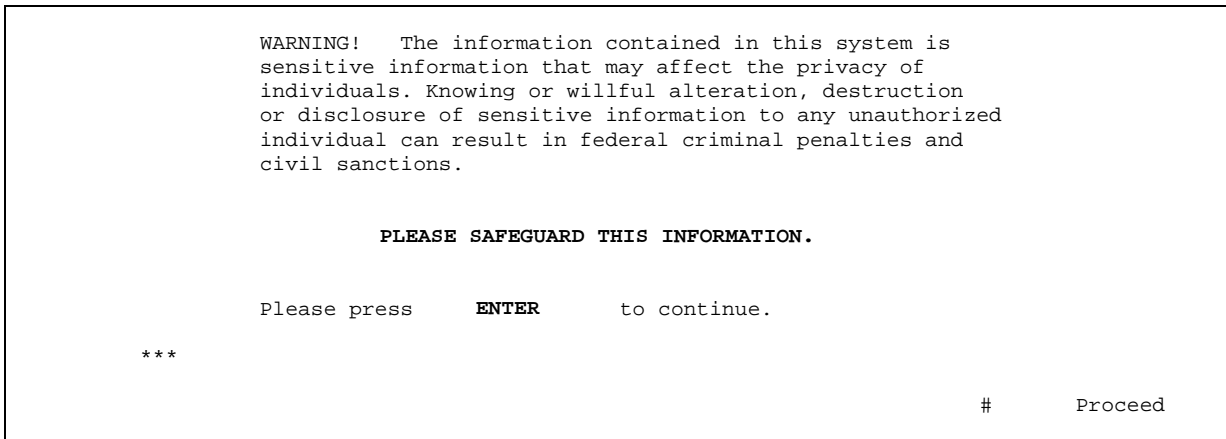 WARNING!   The information contained in this system is
sensitive information that may affect the privacy of
individuals. Knowing or willful alteration, destruction
or disclosure of sensitive information to any unauthorized
individual can result in federal criminal penalties and
civil sanctions.
PLEASE SAFEGUARD THIS INFORMATION.
Please press ENTER to continue.
***
# Proceed